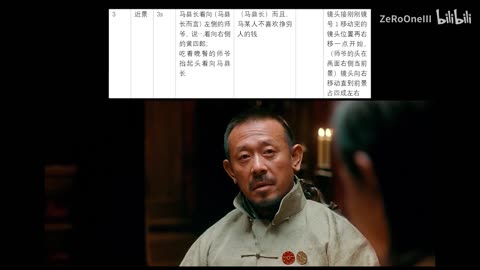 ZeRoOneIII
bilibili
3
近景
3s
马县长看向（马县
长而言）左侧的师
爷，说…看向右侧
的黄四郎；
吃着晚餐的师爷
抬起头看向马县
长
（马县长）而且，
马某人不喜欢挣穷
人的钱
镜头接刚刚镜
号1移动完的
镜头位置再右
移一点开始，
（师爷的头在
画面右侧当前
景）镜头向右
移动直到前景
占四成左右